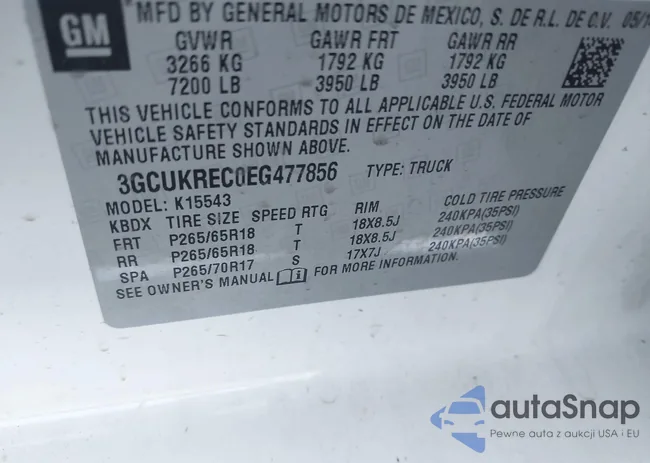 GM
MFD BY GENERAL MOTORS DE MEXICO, S. DE R.L. DE C.V. 05/1
GVWR GAWR FRT GAWR RR
3266 KG 1792 KG 1792 KG
7200 LB 3950 LB 3950 LB
THIS VEHICLE CONFORMS TO ALL APPLICABLE U.S. FEDERAL MOTOR
VEHICLE SAFETY STANDARDS IN EFFECT ON THE DATE OF
MANUFACTURE SHOWN ABOVE.
3GCUKREC0EG477856 TYPE: TRUCK
MODEL: K15543
KBDX TIRE SIZE SPEED RTG RIM COLD TIRE PRESSURE
FRT P265/65R18 T 18X8.5J 240KPA(35PSI)
RR P265/65R18 T 18X8.5J 240KPA(35PSI)
SPA P265/70R17 S 17X7J 240KPA(35PSI)
SEE OWNER'S MANUAL FOR MORE INFORMATION.
autaSnap
Pewne auta z aukcji USA i EU